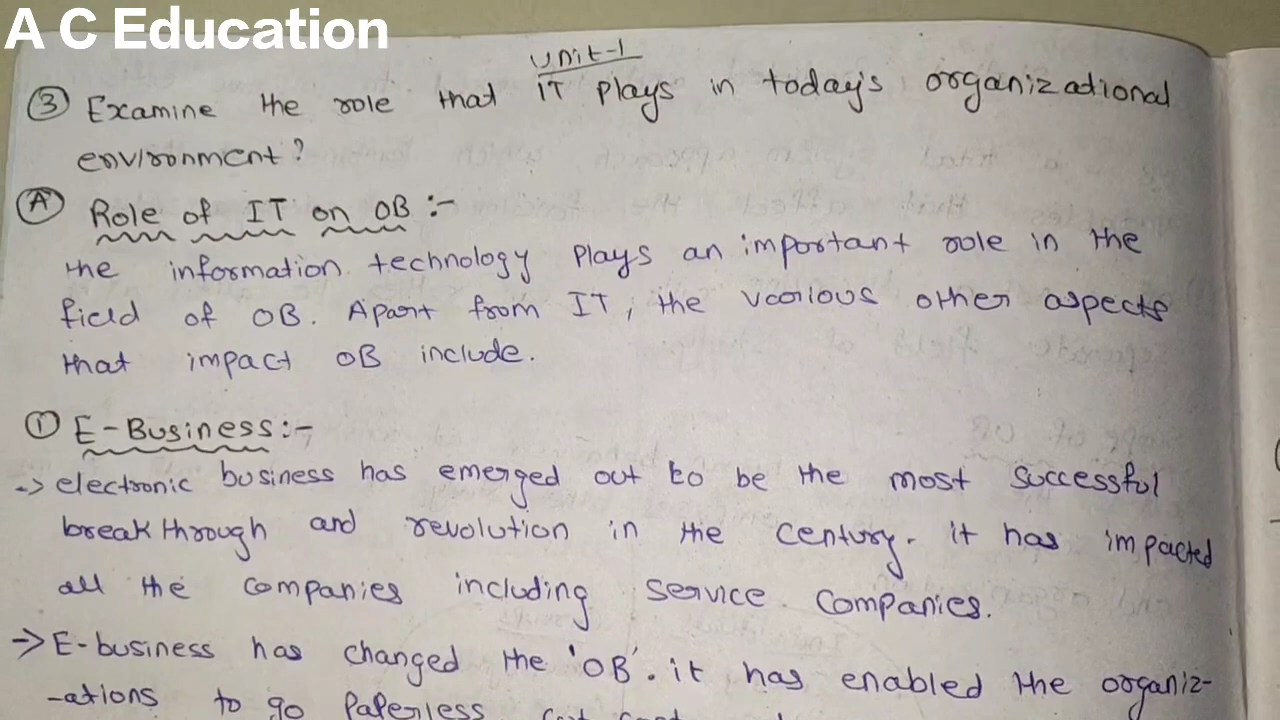 A C Education
Unit-1
③ Examine the role that IT plays in today's organizational
environment?
Ⓐ Role of IT on OB :-
the information technology plays an important role in the
field of OB. Apart from IT, the various other aspects
that impact OB include.
① E-Business:-
-> electronic business has emerged out to be the most successful
break through and revolution in the century. it has impacted
all the companies including service companies.
-> E-business has changed the 'OB'. it has enabled the organiz-
-ations to go paperless